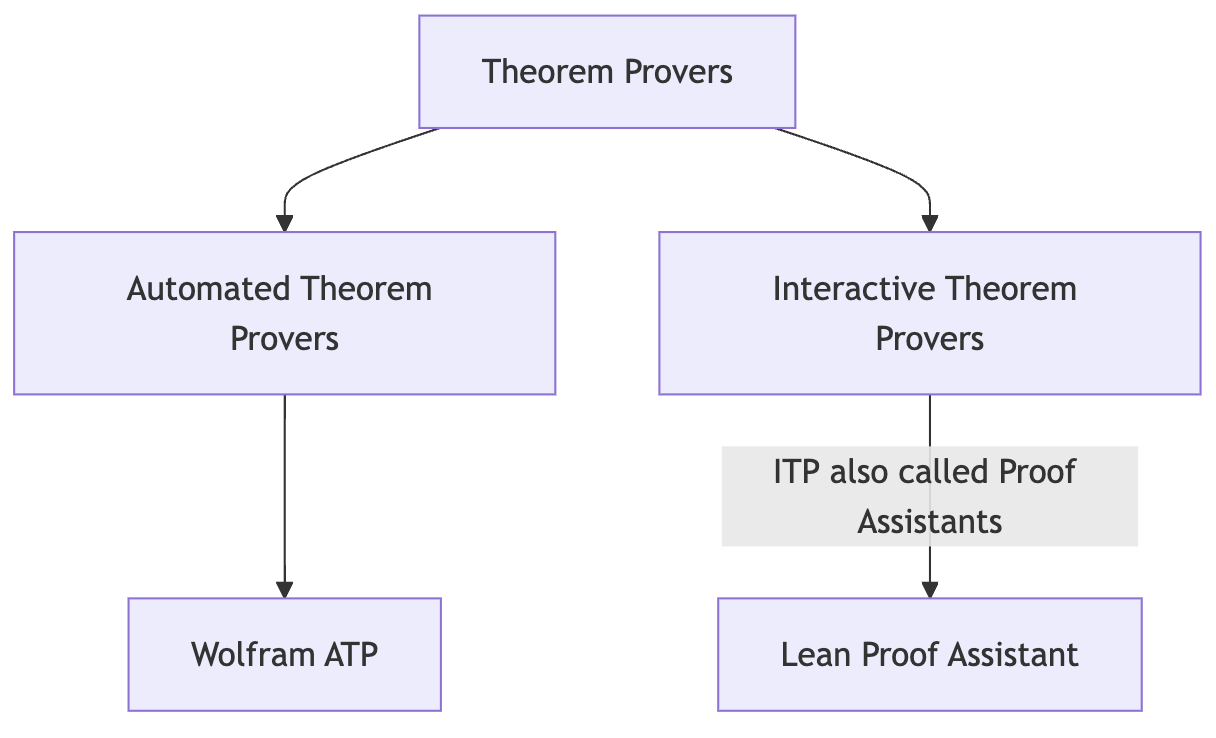 Theorem Provers
Automated Theorem
Provers
Interactive Theorem
Provers
ITP also called Proof
Assistants
Wolfram ATP
Lean Proof Assistant